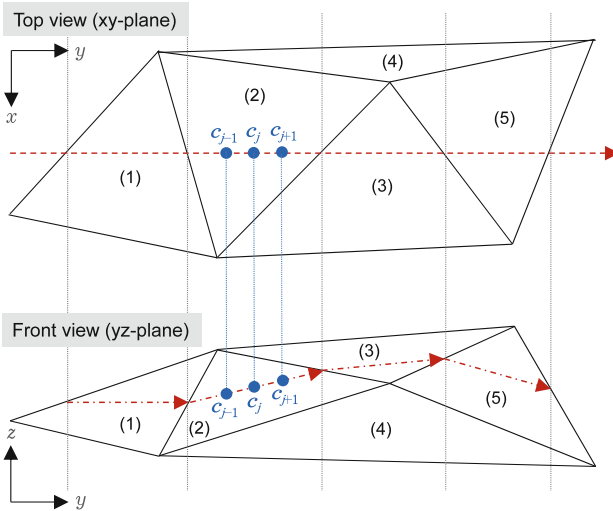 Top view (xy-plane)
y
x
(4)
(2)
(5)
c_{j-1} c_j c_{j+1}
(1)
(3)
Front view (yz-plane)
(3)
c_{j-1} c_j c_{j+1}
(1)
(2)
(5)
(4)
z
y